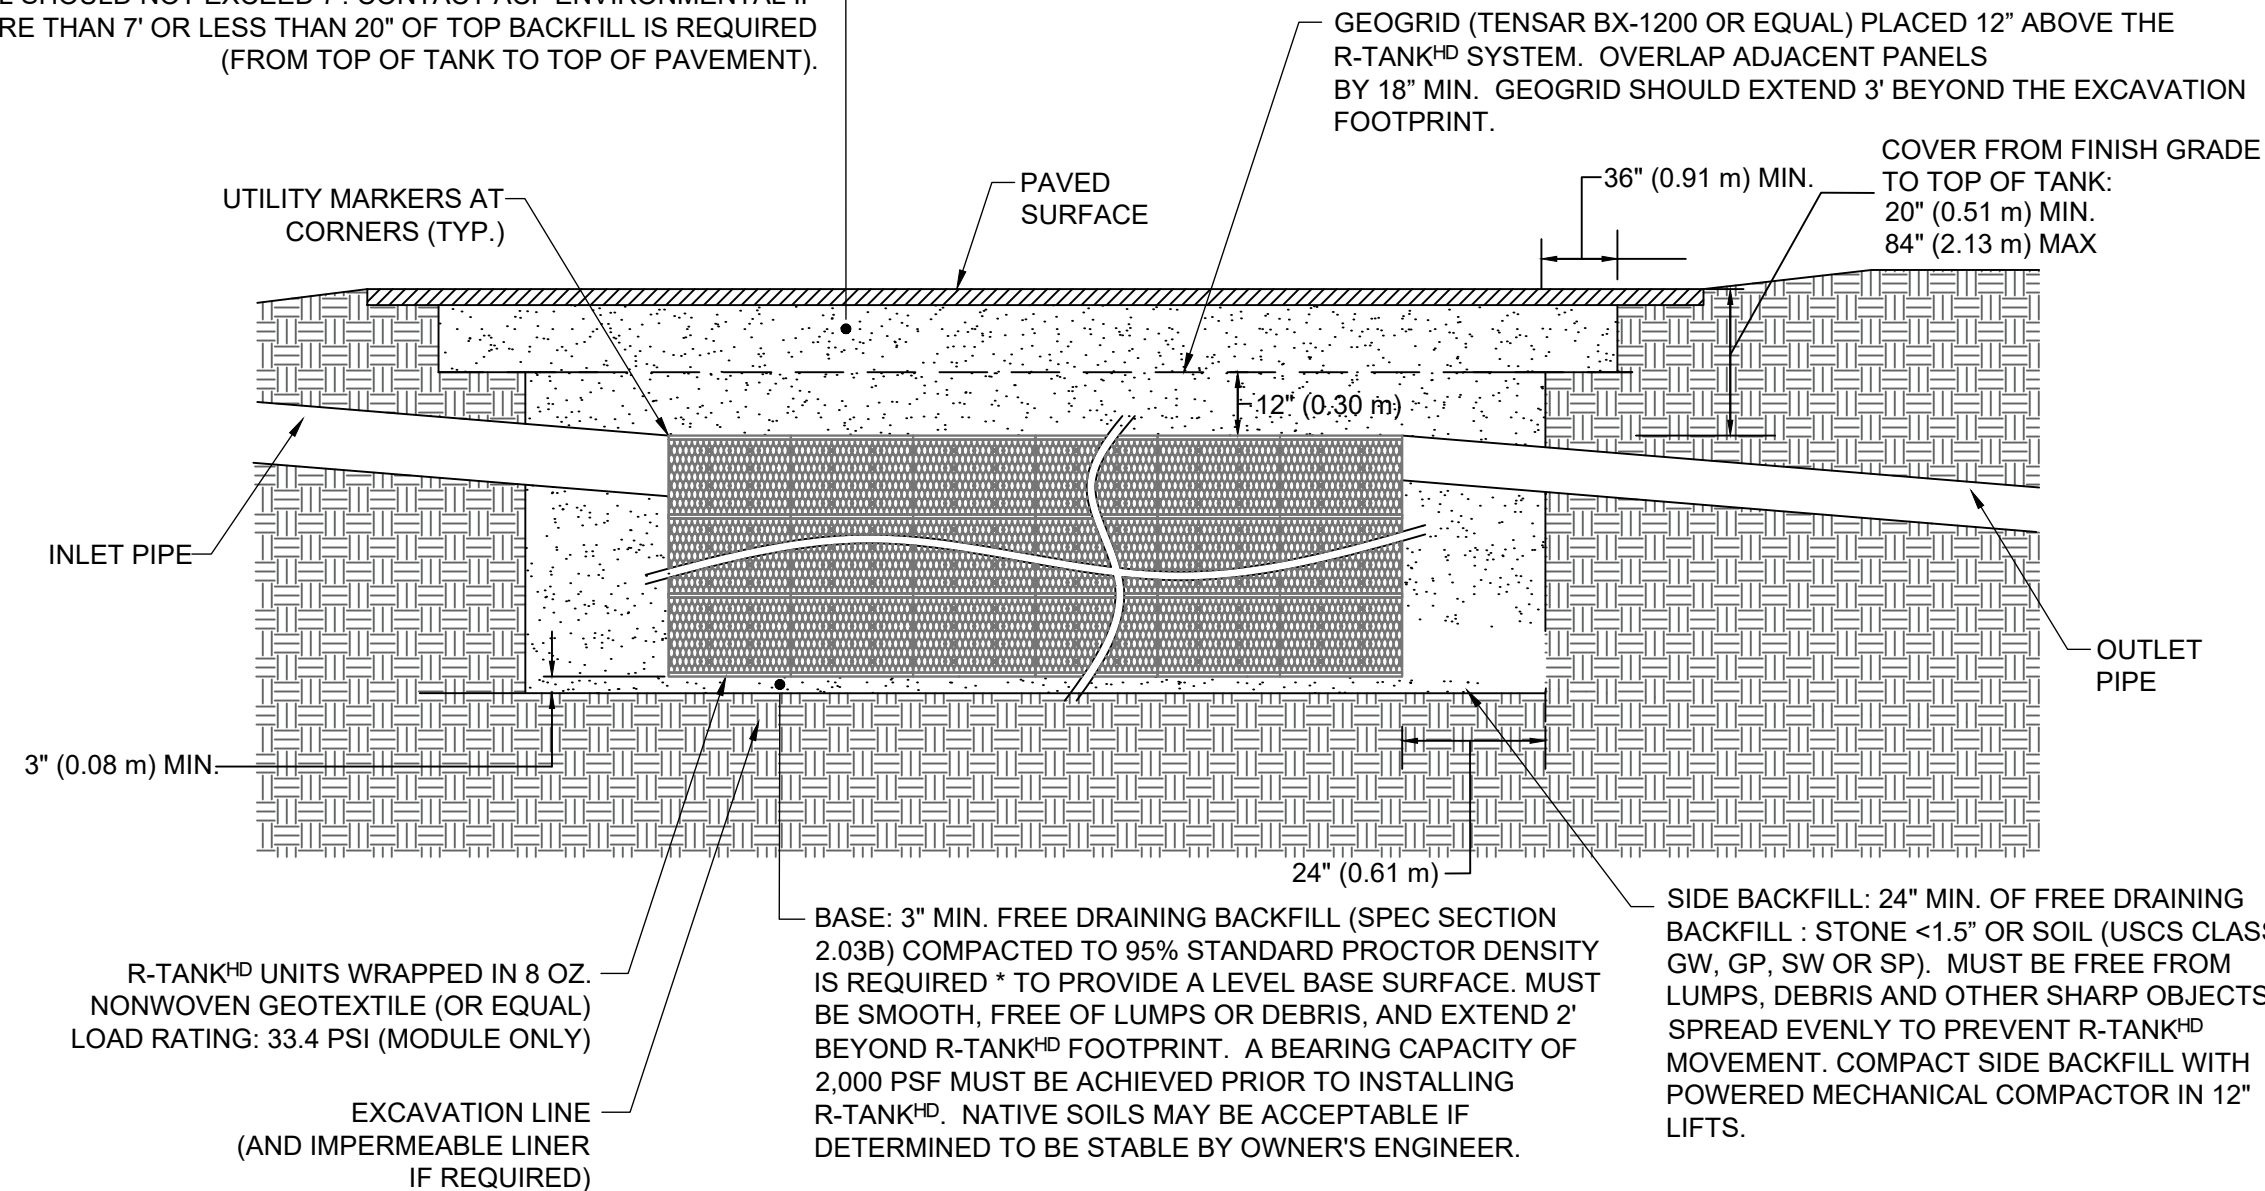 MORE THAN 7' OR LESS THAN 20" OF TOP BACKFILL IS REQUIRED
(FROM TOP OF TANK TO TOP OF PAVEMENT).
GEOGRID (TENSAR BX-1200 OR EQUAL) PLACED 12” ABOVE THE
R-TANKHD SYSTEM. OVERLAP ADJACENT PANELS
BY 18” MIN. GEOGRID SHOULD EXTEND 3' BEYOND THE EXCAVATION
FOOTPRINT.
COVER FROM FINISH GRADE
TO TOP OF TANK:
20" (0.51 m) MIN.
84" (2.13 m) MAX
36" (0.91 m) MIN.
PAVED
SURFACE
UTILITY MARKERS AT
CORNERS (TYP.)
12" (0.30 m)
INLET PIPE
OUTLET
PIPE
3" (0.08 m) MIN.
24" (0.61 m)
R-TANKHD UNITS WRAPPED IN 8 OZ.
NONWOVEN GEOTEXTILE (OR EQUAL)
LOAD RATING: 33.4 PSI (MODULE ONLY)
EXCAVATION LINE
(AND IMPERMEABLE LINER
IF REQUIRED)
BASE: 3" MIN. FREE DRAINING BACKFILL (SPEC SECTION
2.03B) COMPACTED TO 95% STANDARD PROCTOR DENSITY
IS REQUIRED * TO PROVIDE A LEVEL BASE SURFACE. MUST
BE SMOOTH, FREE OF LUMPS OR DEBRIS, AND EXTEND 2'
BEYOND R-TANKHD FOOTPRINT. A BEARING CAPACITY OF
2,000 PSF MUST BE ACHIEVED PRIOR TO INSTALLING
R-TANKHD. NATIVE SOILS MAY BE ACCEPTABLE IF
DETERMINED TO BE STABLE BY OWNER'S ENGINEER.
SIDE BACKFILL: 24" MIN. OF FREE DRAINING
BACKFILL : STONE <1.5” OR SOIL (USCS CLASS
GW, GP, SW OR SP). MUST BE FREE FROM
LUMPS, DEBRIS AND OTHER SHARP OBJECTS
SPREAD EVENLY TO PREVENT R-TANKHD
MOVEMENT. COMPACT SIDE BACKFILL WITH
POWERED MECHANICAL COMPACTOR IN 12"
LIFTS.